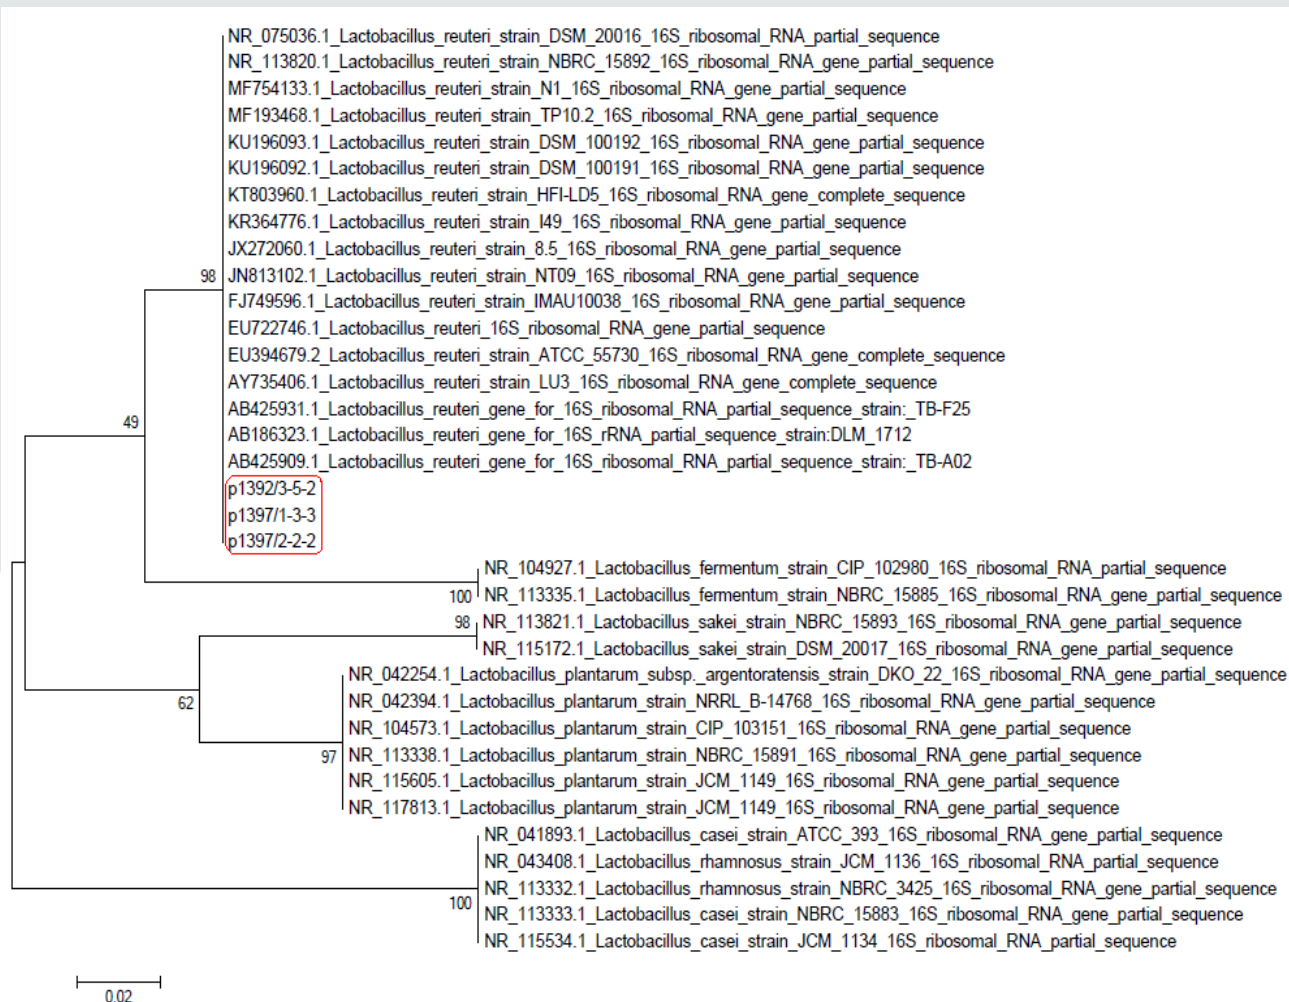 NR_075036.1_Lactobacillus_reuteri_strain_DSM_20016_16S_ribosomal_RNA_partial_sequence
NR_113820.1_Lactobacillus_reuteri_strain_NBRC_15892_16S_ribosomal_RNA_gene_partial_sequence
MF754133.1_Lactobacillus_reuteri_strain_N1_16S_ribosomal_RNA_gene_partial_sequence
MF193468.1_Lactobacillus_reuteri_strain_TP10.2_16S_ribosomal_RNA_gene_partial_sequence
KU196093.1_Lactobacillus_reuteri_strain_DSM_100192_16S_ribosomal_RNA_gene_partial_sequence
KU196092.1_Lactobacillus_reuteri_strain_DSM_100191_16S_ribosomal_RNA_gene_partial_sequence
KT803960.1_Lactobacillus_reuteri_strain_HFI-LD5_16S_ribosomal_RNA_gene_complete_sequence
KR364776.1_Lactobacillus_reuteri_strain_I49_16S_ribosomal_RNA_gene_partial_sequence
JX272060.1_Lactobacillus_reuteri_strain_8.5_16S_ribosomal_RNA_gene_partial_sequence
98 JN813102.1_Lactobacillus_reuteri_strain_NT09_16S_ribosomal_RNA_gene_partial_sequence
FJ749596.1_Lactobacillus_reuteri_strain_IMAU10038_16S_ribosomal_RNA_gene_partial_sequence
EU722746.1_Lactobacillus_reuteri_16S_ribosomal_RNA_gene_partial_sequence
EU394679.2_Lactobacillus_reuteri_strain_ATCC_55730_16S_ribosomal_RNA_gene_complete_sequence
AY735406.1_Lactobacillus_reuteri_strain_LU3_16S_ribosomal_RNA_gene_complete_sequence
AB425931.1_Lactobacillus_reuteri_gene_for_16S_ribosomal_RNA_partial_sequence_strain:_TB-F25
49
AB186323.1_Lactobacillus_reuteri_gene_for_16S_rRNA_partial_sequence_strain:DLM_1712
AB425909.1_Lactobacillus_reuteri_gene_for_16S_ribosomal_RNA_partial_sequence_strain:_TB-A02
p1392/3-5-2
p1397/1-3-3
p1397/2-2-2
NR_104927.1_Lactobacillus_fermentum_strain_CIP_102980_16S_ribosomal_RNA_partial_sequence
100 NR_113335.1_Lactobacillus_fermentum_strain_NBRC_15885_16S_ribosomal_RNA_gene_partial_sequence
98 NR_113821.1_Lactobacillus_sakei_strain_NBRC_15893_16S_ribosomal_RNA_gene_partial_sequence
NR_115172.1_Lactobacillus_sakei_strain_DSM_20017_16S_ribosomal_RNA_gene_partial_sequence
NR_042254.1_Lactobacillus_plantarum_subsp._argentoratensis_strain_DKO_22_16S_ribosomal_RNA_gene_partial_sequence
62 NR_042394.1_Lactobacillus_plantarum_strain_NRRL_B-14768_16S_ribosomal_RNA_gene_partial_sequence
NR_104573.1_Lactobacillus_plantarum_strain_CIP_103151_16S_ribosomal_RNA_gene_partial_sequence
97 NR_113338.1_Lactobacillus_plantarum_strain_NBRC_15891_16S_ribosomal_RNA_gene_partial_sequence
NR_115605.1_Lactobacillus_plantarum_strain_JCM_1149_16S_ribosomal_RNA_gene_partial_sequence
NR_117813.1_Lactobacillus_plantarum_strain_JCM_1149_16S_ribosomal_RNA_gene_partial_sequence
NR_041893.1_Lactobacillus_casei_strain_ATCC_393_16S_ribosomal_RNA_gene_partial_sequence
NR_043408.1_Lactobacillus_rhamnosus_strain_JCM_1136_16S_ribosomal_RNA_partial_sequence
NR_113332.1_Lactobacillus_rhamnosus_strain_NBRC_3425_16S_ribosomal_RNA_gene_partial_sequence
100
NR_113333.1_Lactobacillus_casei_strain_NBRC_15883_16S_ribosomal_RNA_gene_partial_sequence
NR_115534.1_Lactobacillus_casei_strain_JCM_1134_16S_ribosomal_RNA_partial_sequence
0.02